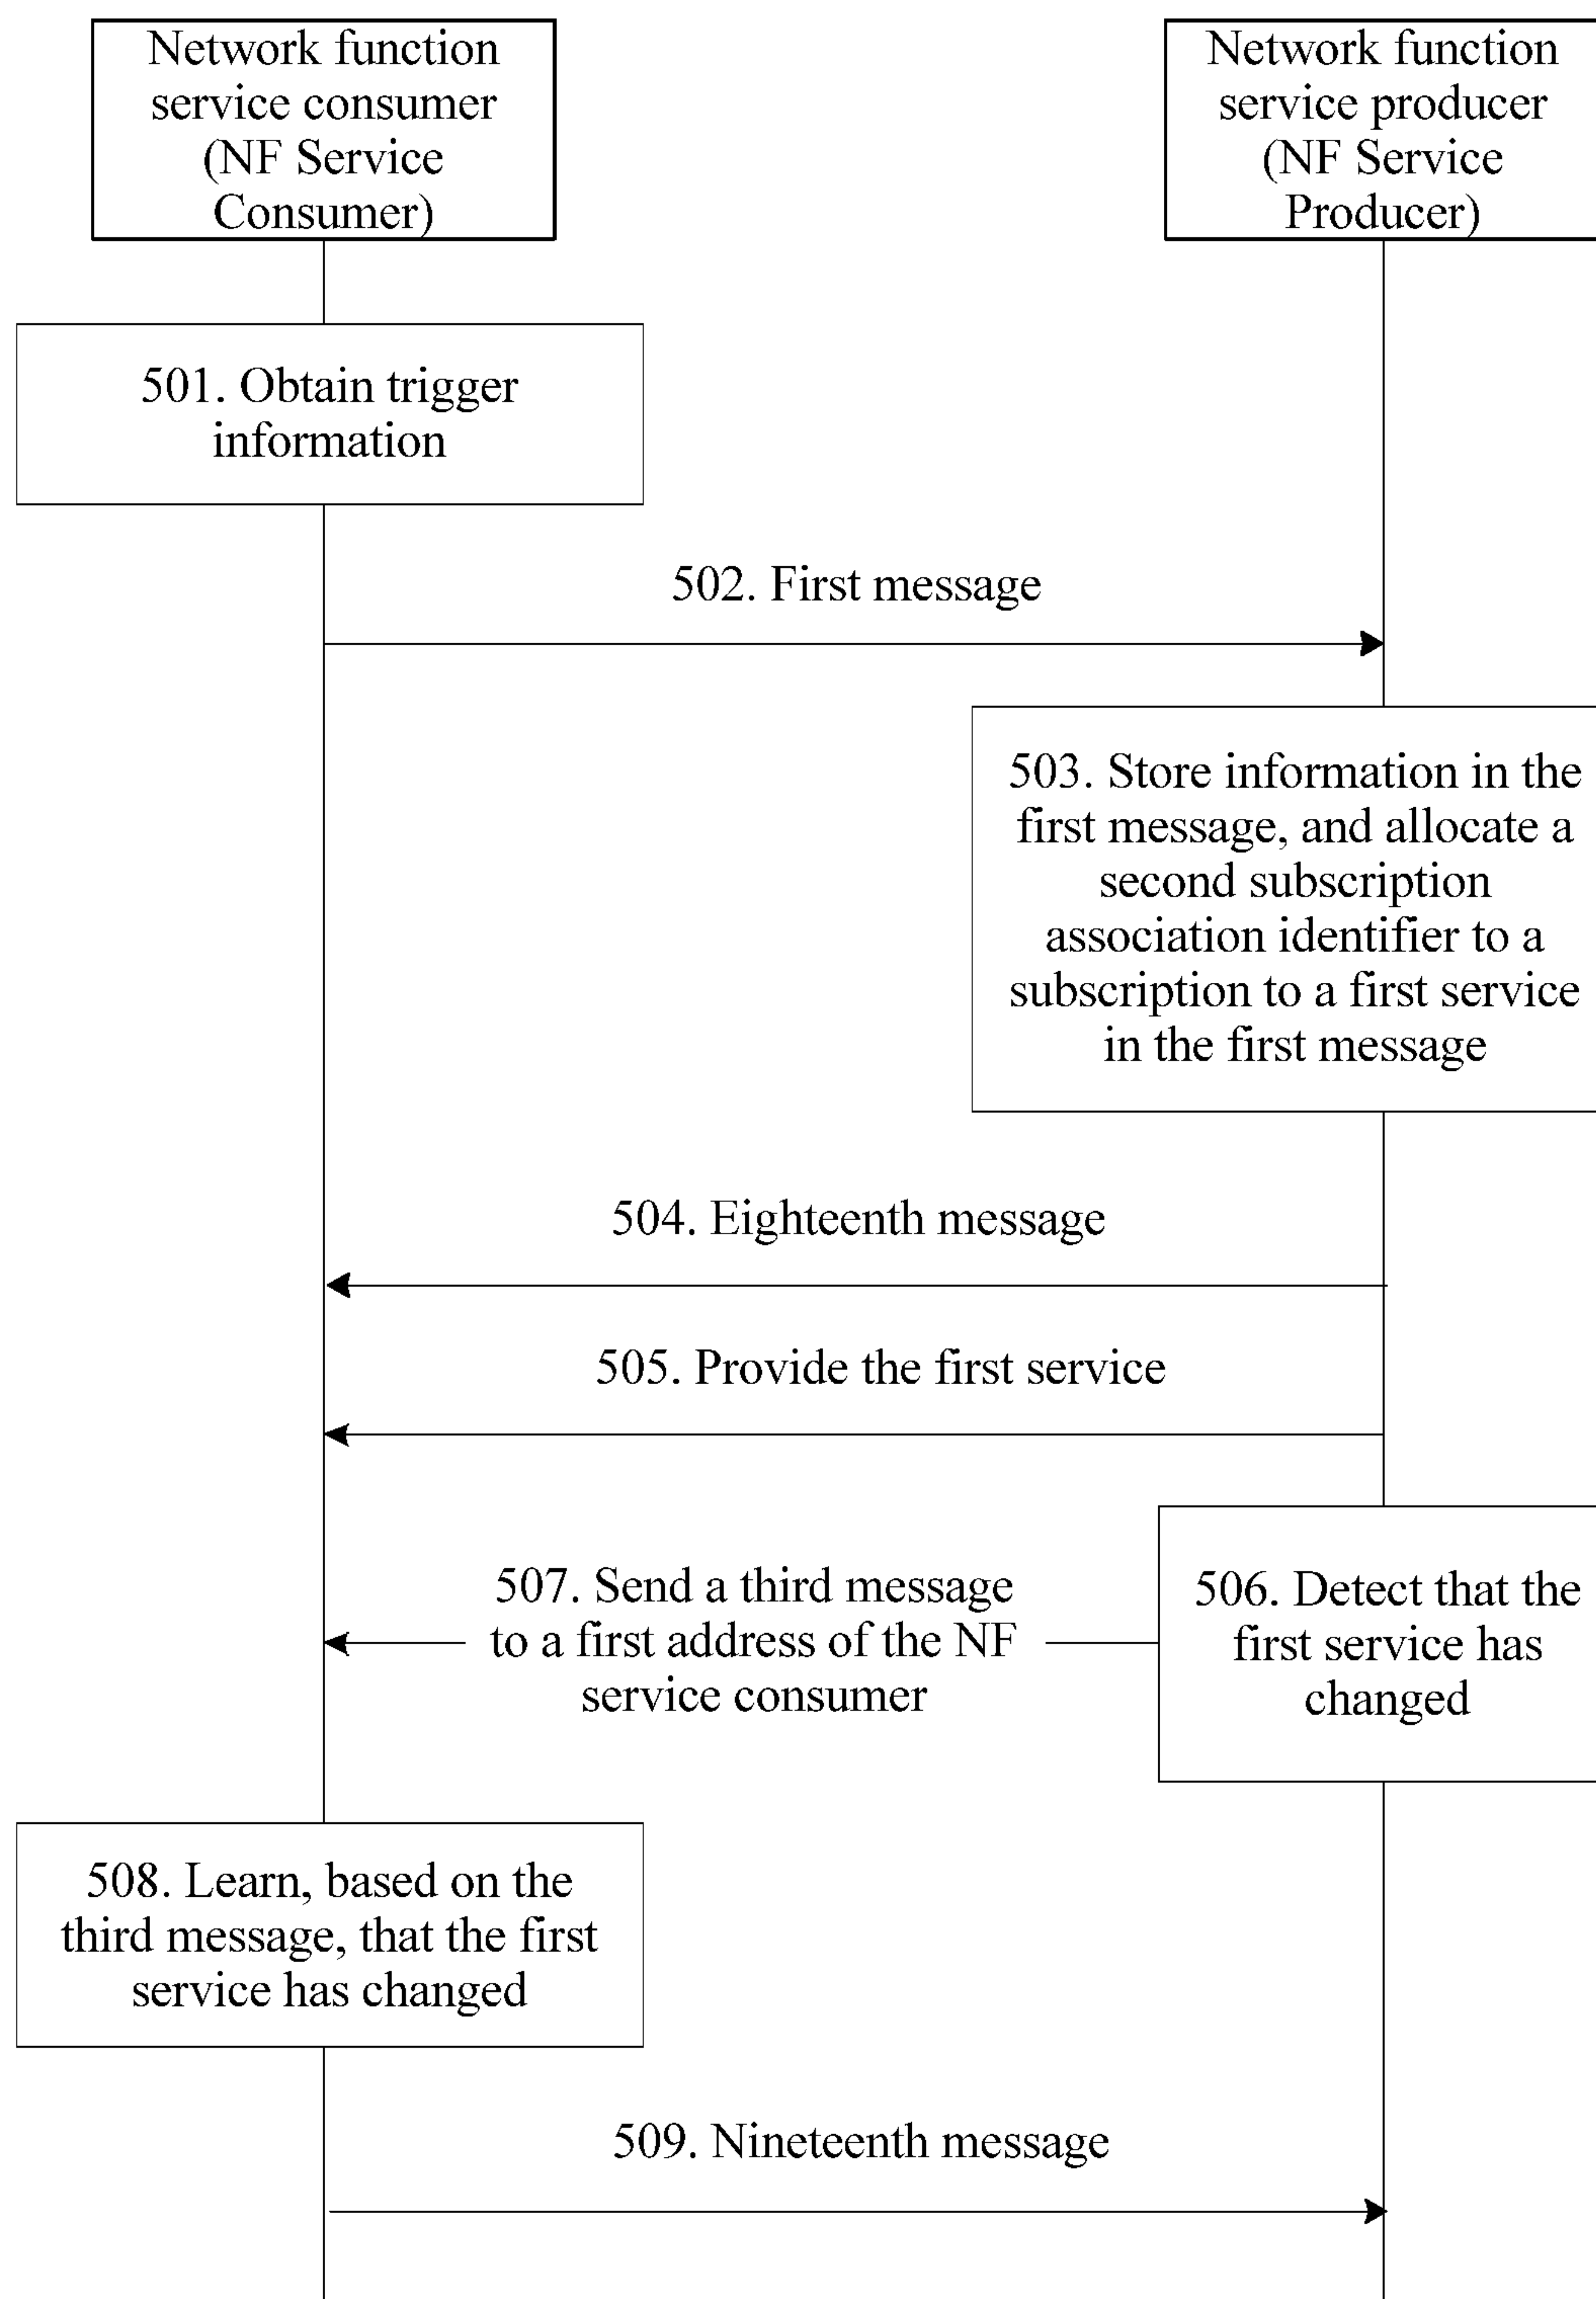 Network function
service consumer
(NF Service
Consumer)
Network function
service producer
(NF Service
Producer)
501. Obtain trigger
information
502. First message
503. Store information in the
first message, and allocate a
second subscription
association identifier to a
subscription to a first service
in the first message
504. Eighteenth message
505. Provide the first service
506. Detect that the
first service has
changed
507. Send a third message
to a first address of the NF
service consumer
508. Learn, based on the
third message, that the first
service has changed
509. Nineteenth message